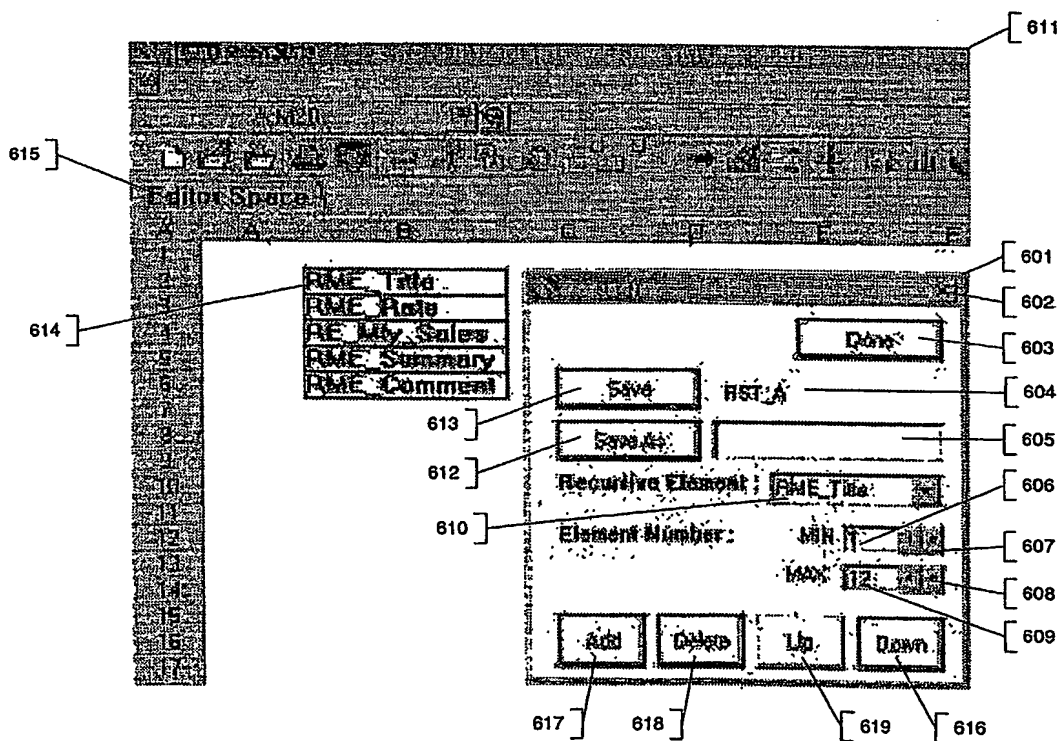 611
615
Editor Space
A A B C D E F
1
601
2 RME_Title
602
3 RME_Rate
614
4 RE_Mly_Sales
Done
603
5 RME_Summary
6 RME_Comment
Save RST_A
604
613
Save As
605
612
Recursive Element: RME_Title
606
610
Element Number: MIN 1
607
MAX 12
608
609
8
9
10
11
12
13
14
15
16
17
Add Delete Up Down
617 618 619 616